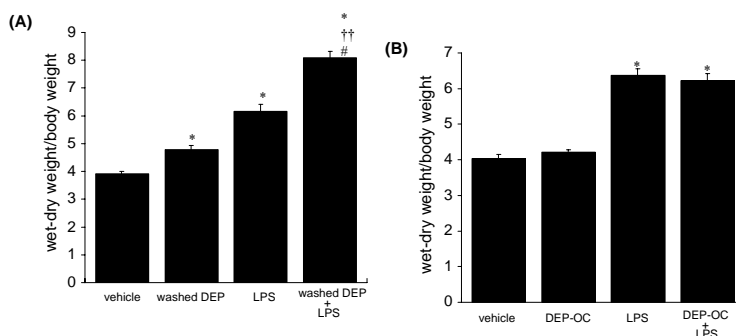 (A)
wet-dry weight/body weight
9
8
7
6
5
4
3
2
1
0
*
*
*
††
#
vehicle
washed DEP
LPS
washed DEP
+
LPS
(B)
wet-dry weight/body weight
7
6
5
4
3
2
1
0
*
*
vehicle
DEP-OC
LPS
DEP-OC
+
LPS